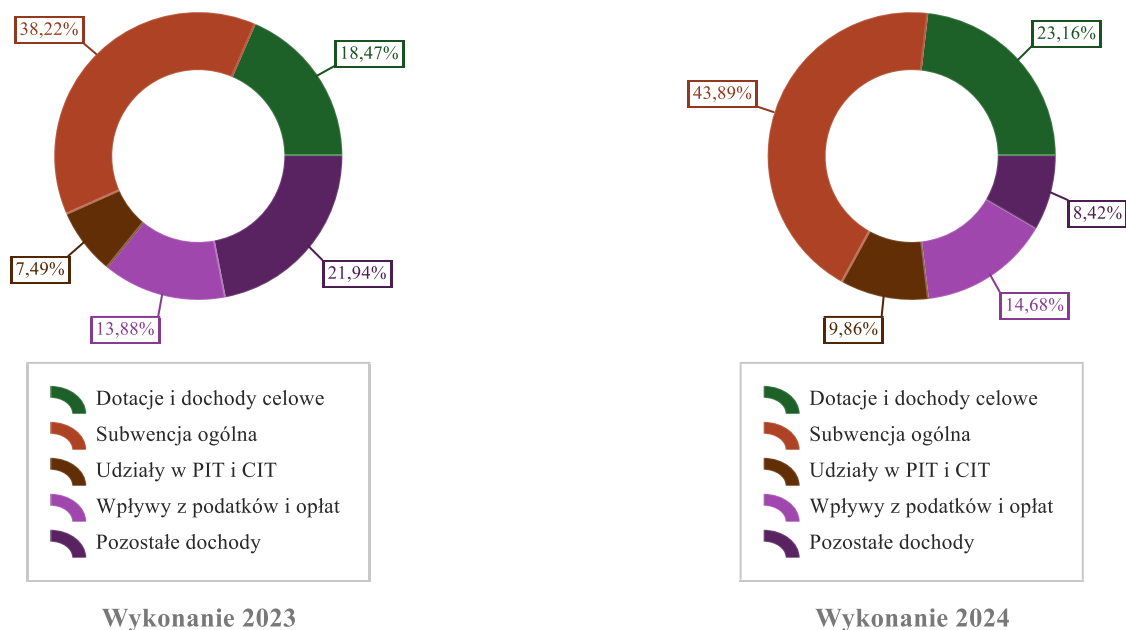 38,22%
18,47%
7,49%
21,94%
13,88%
Dotacje i dochody celowe
Subwencja ogólna
Udziały w PIT i CIT
Wpływy z podatków i opłat
Pozostałe dochody
Wykonanie 2023
23,16%
43,89%
8,42%
14,68%
9,86%
Dotacje i dochody celowe
Subwencja ogólna
Udziały w PIT i CIT
Wpływy z podatków i opłat
Pozostałe dochody
Wykonanie 2024